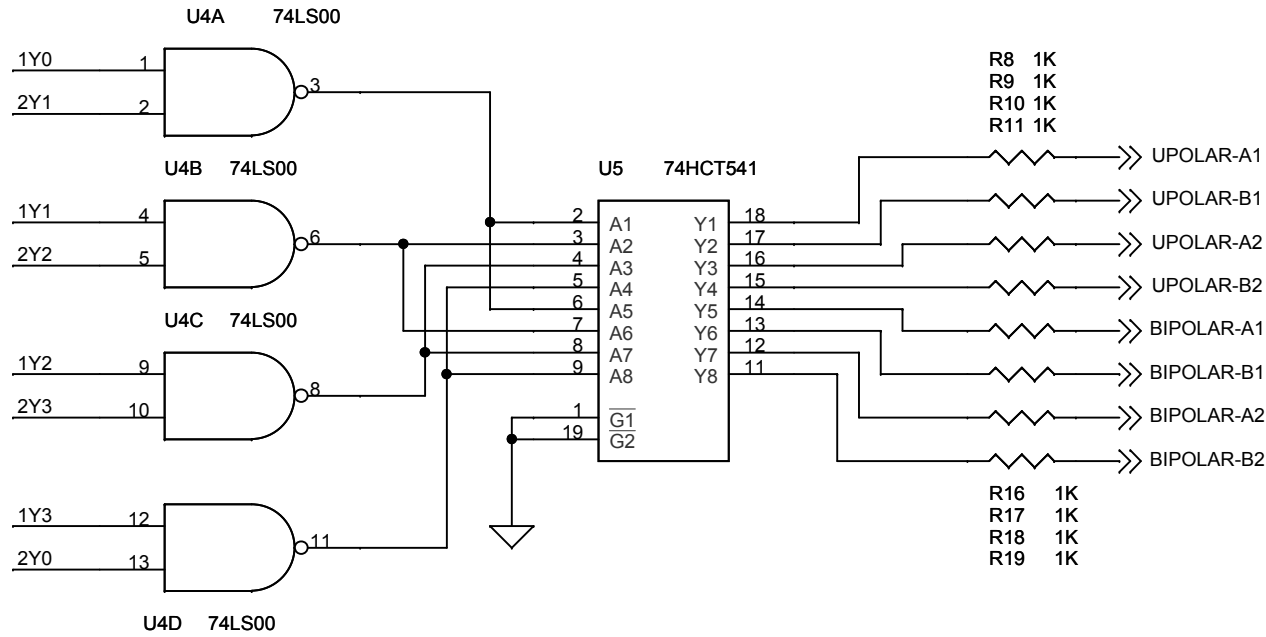 U4A 74LS00
1Y0 1
2Y1 2
3
U4B 74LS00
1Y1 4
2Y2 5
6
U4C 74LS00
1Y2 9
2Y3 10
8
1Y3 12
2Y0 13
11
U4D 74LS00
U5 74HCT541
2 A1 Y1 18
3 A2 Y2 17
4 A3 Y3 16
5 A4 Y4 15
6 A5 Y5 14
7 A6 Y6 13
8 A7 Y7 12
9 A8 Y8 11
1 G1
19 G2
R8 1K
R9 1K
R10 1K
R11 1K
UPOLAR-A1
UPOLAR-B1
UPOLAR-A2
UPOLAR-B2
BIPOLAR-A1
BIPOLAR-B1
BIPOLAR-A2
BIPOLAR-B2
R16 1K
R17 1K
R18 1K
R19 1K